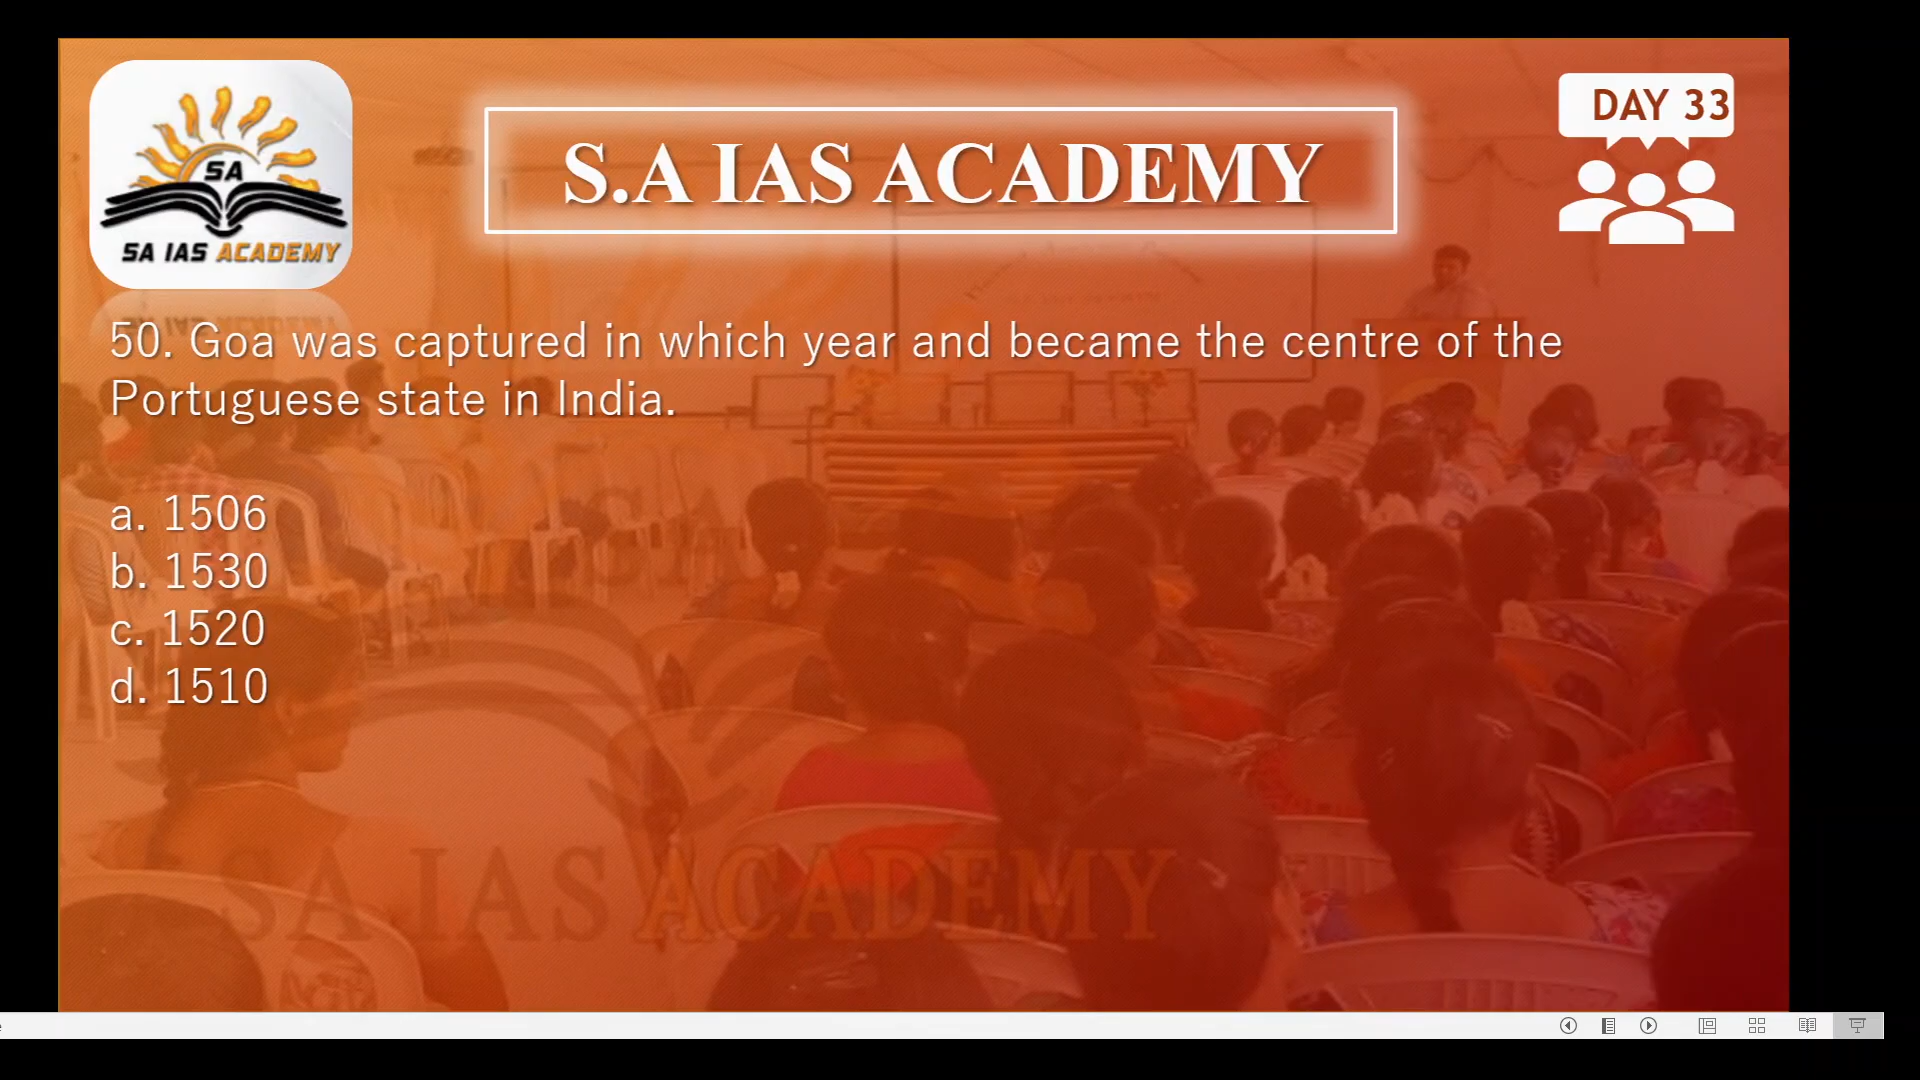 SA
SA IAS ACADEMY
S.A IAS ACADEMY
DAY 33
50. Goa was captured in which year and became the centre of the
Portuguese state in India.
a. 1506
b. 1530
c. 1520
d. 1510
SA IAS ACADEMY